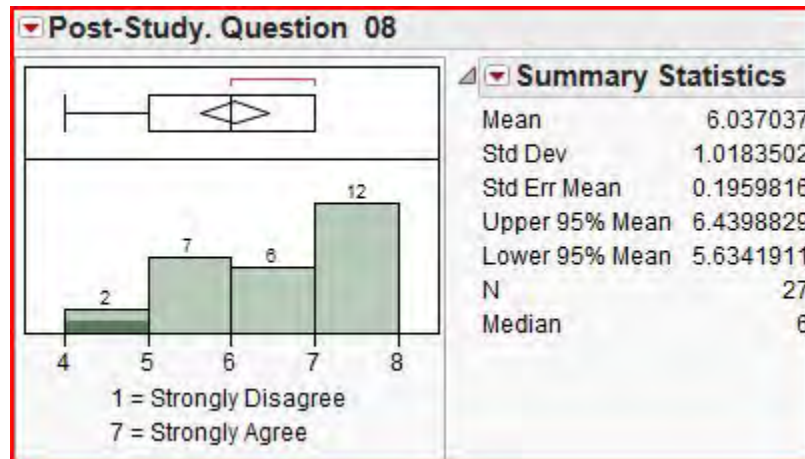 Post-Study. Question 08
12
7
6
2
4 5 6 7 8
1 = Strongly Disagree
7 = Strongly Agree
Summary Statistics
Mean 6.037037
Std Dev 1.0183502
Std Err Mean 0.1959816
Upper 95% Mean 6.4398829
Lower 95% Mean 5.6341911
N 27
Median 6